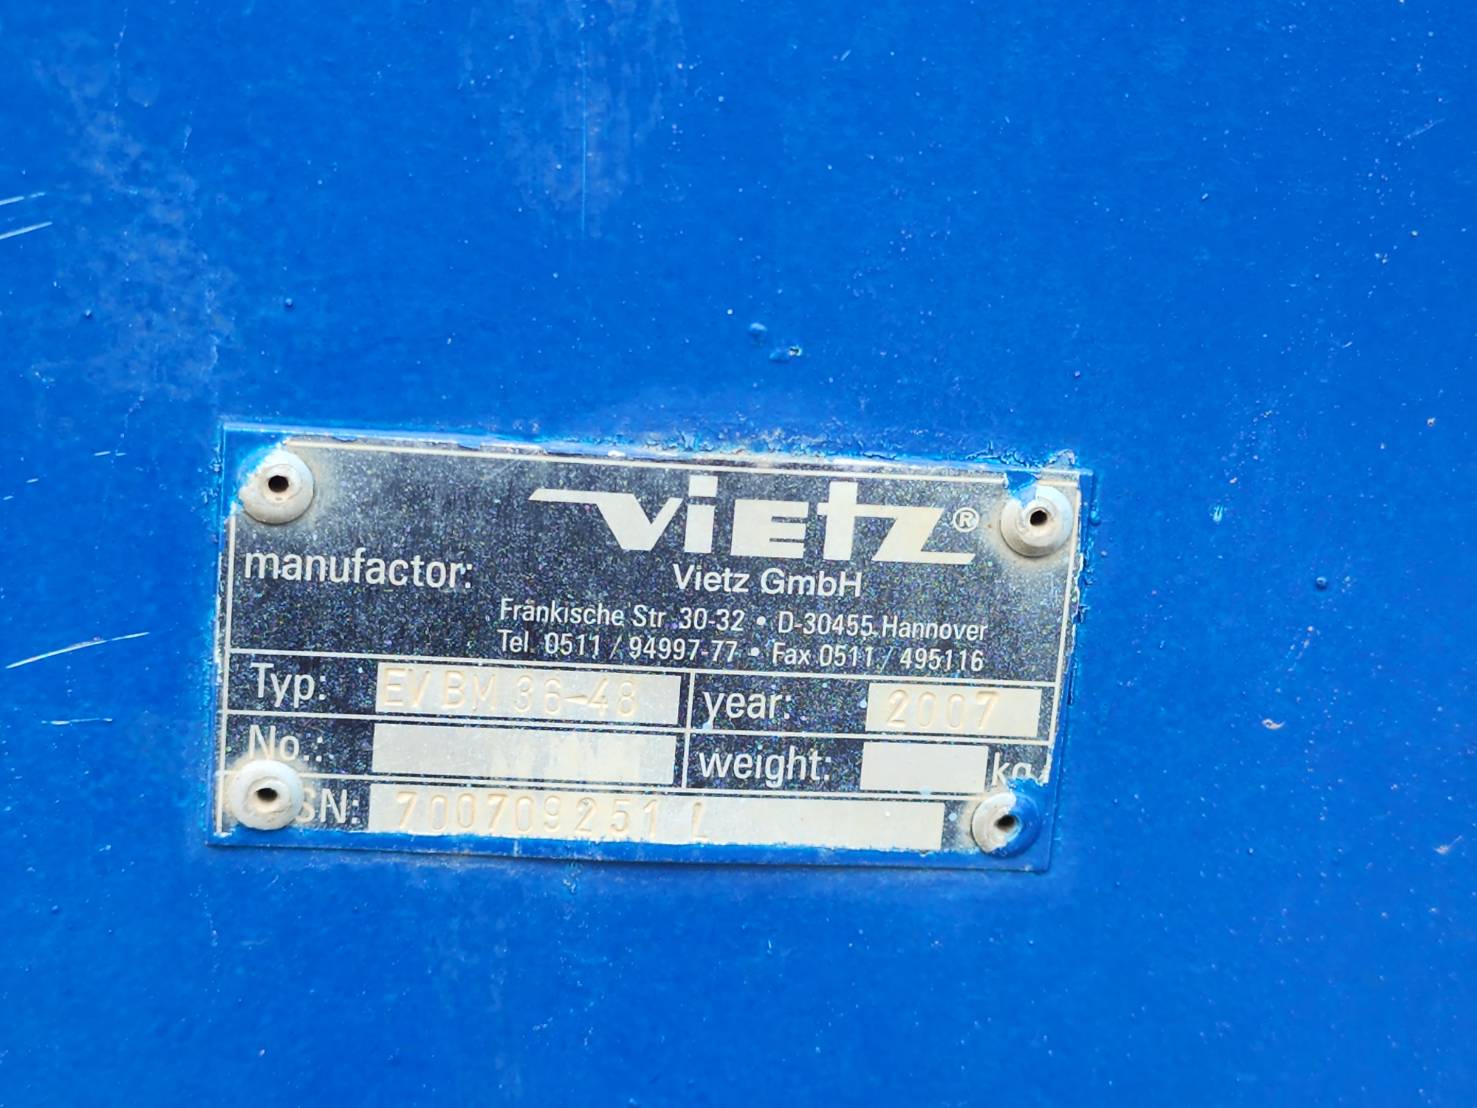 VIETZ®
manufactor:
Vietz GmbH
Fränkische Str. 30-32 • D-30455 Hannover
Tel. 0511 / 94997-77 • Fax 0511 / 495116
Typ: EV BM 36-48 year: 2007
No.: weight: kg
SN: 700709251 L